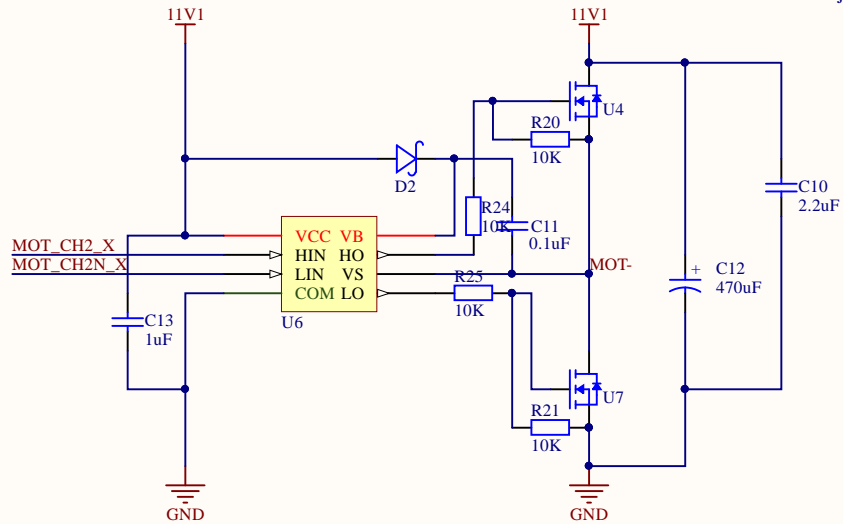 11V1
11V1
U4
R20
10K
D2
R24
10K
C11
0.1uF
C10
2.2uF
MOT_CH2_X
MOT_CH2N_X
VCC VB
HIN HO
LIN VS
COM LO
U6
MOT-
R25
10K
C12
470uF
+
C13
1uF
U7
R21
10K
GND
GND